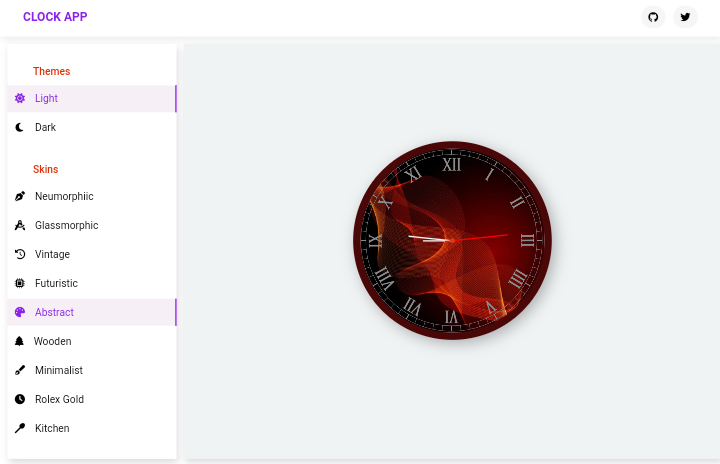 CLOCK APP
Themes
Light
Dark
Skins
Neumorphiic
Glassmorphic
Vintage
Futuristic
Abstract
Wooden
Minimalist
Rolex Gold
Kitchen
XII
I
II
III
IIII
V
VI
VII
VIII
IX
X
XI